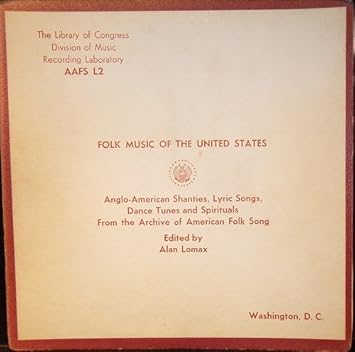 The Library of Congress
Division of Music
Recording Laboratory
AAFS L2
FOLK MUSIC OF THE UNITED STATES
Anglo-American Shanties, Lyric Songs,
Dance Tunes and Spirituals
From the Archive of American Folk Song
Edited by
Alan Lomax
Washington, D. C.